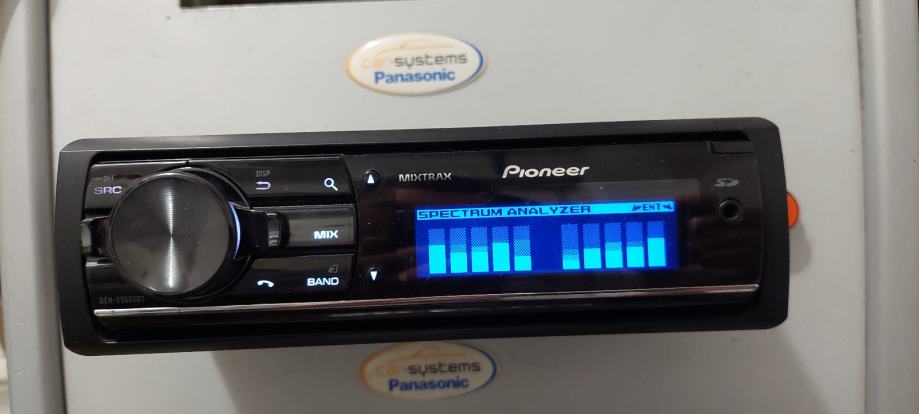 car-systems
Panasonic
OFF
SRC
DISP
MIXTRAX
Pioneer
SD
SPECTRUM ANALYZER
ENT
MIX
BAND
car-systems
Panasonic